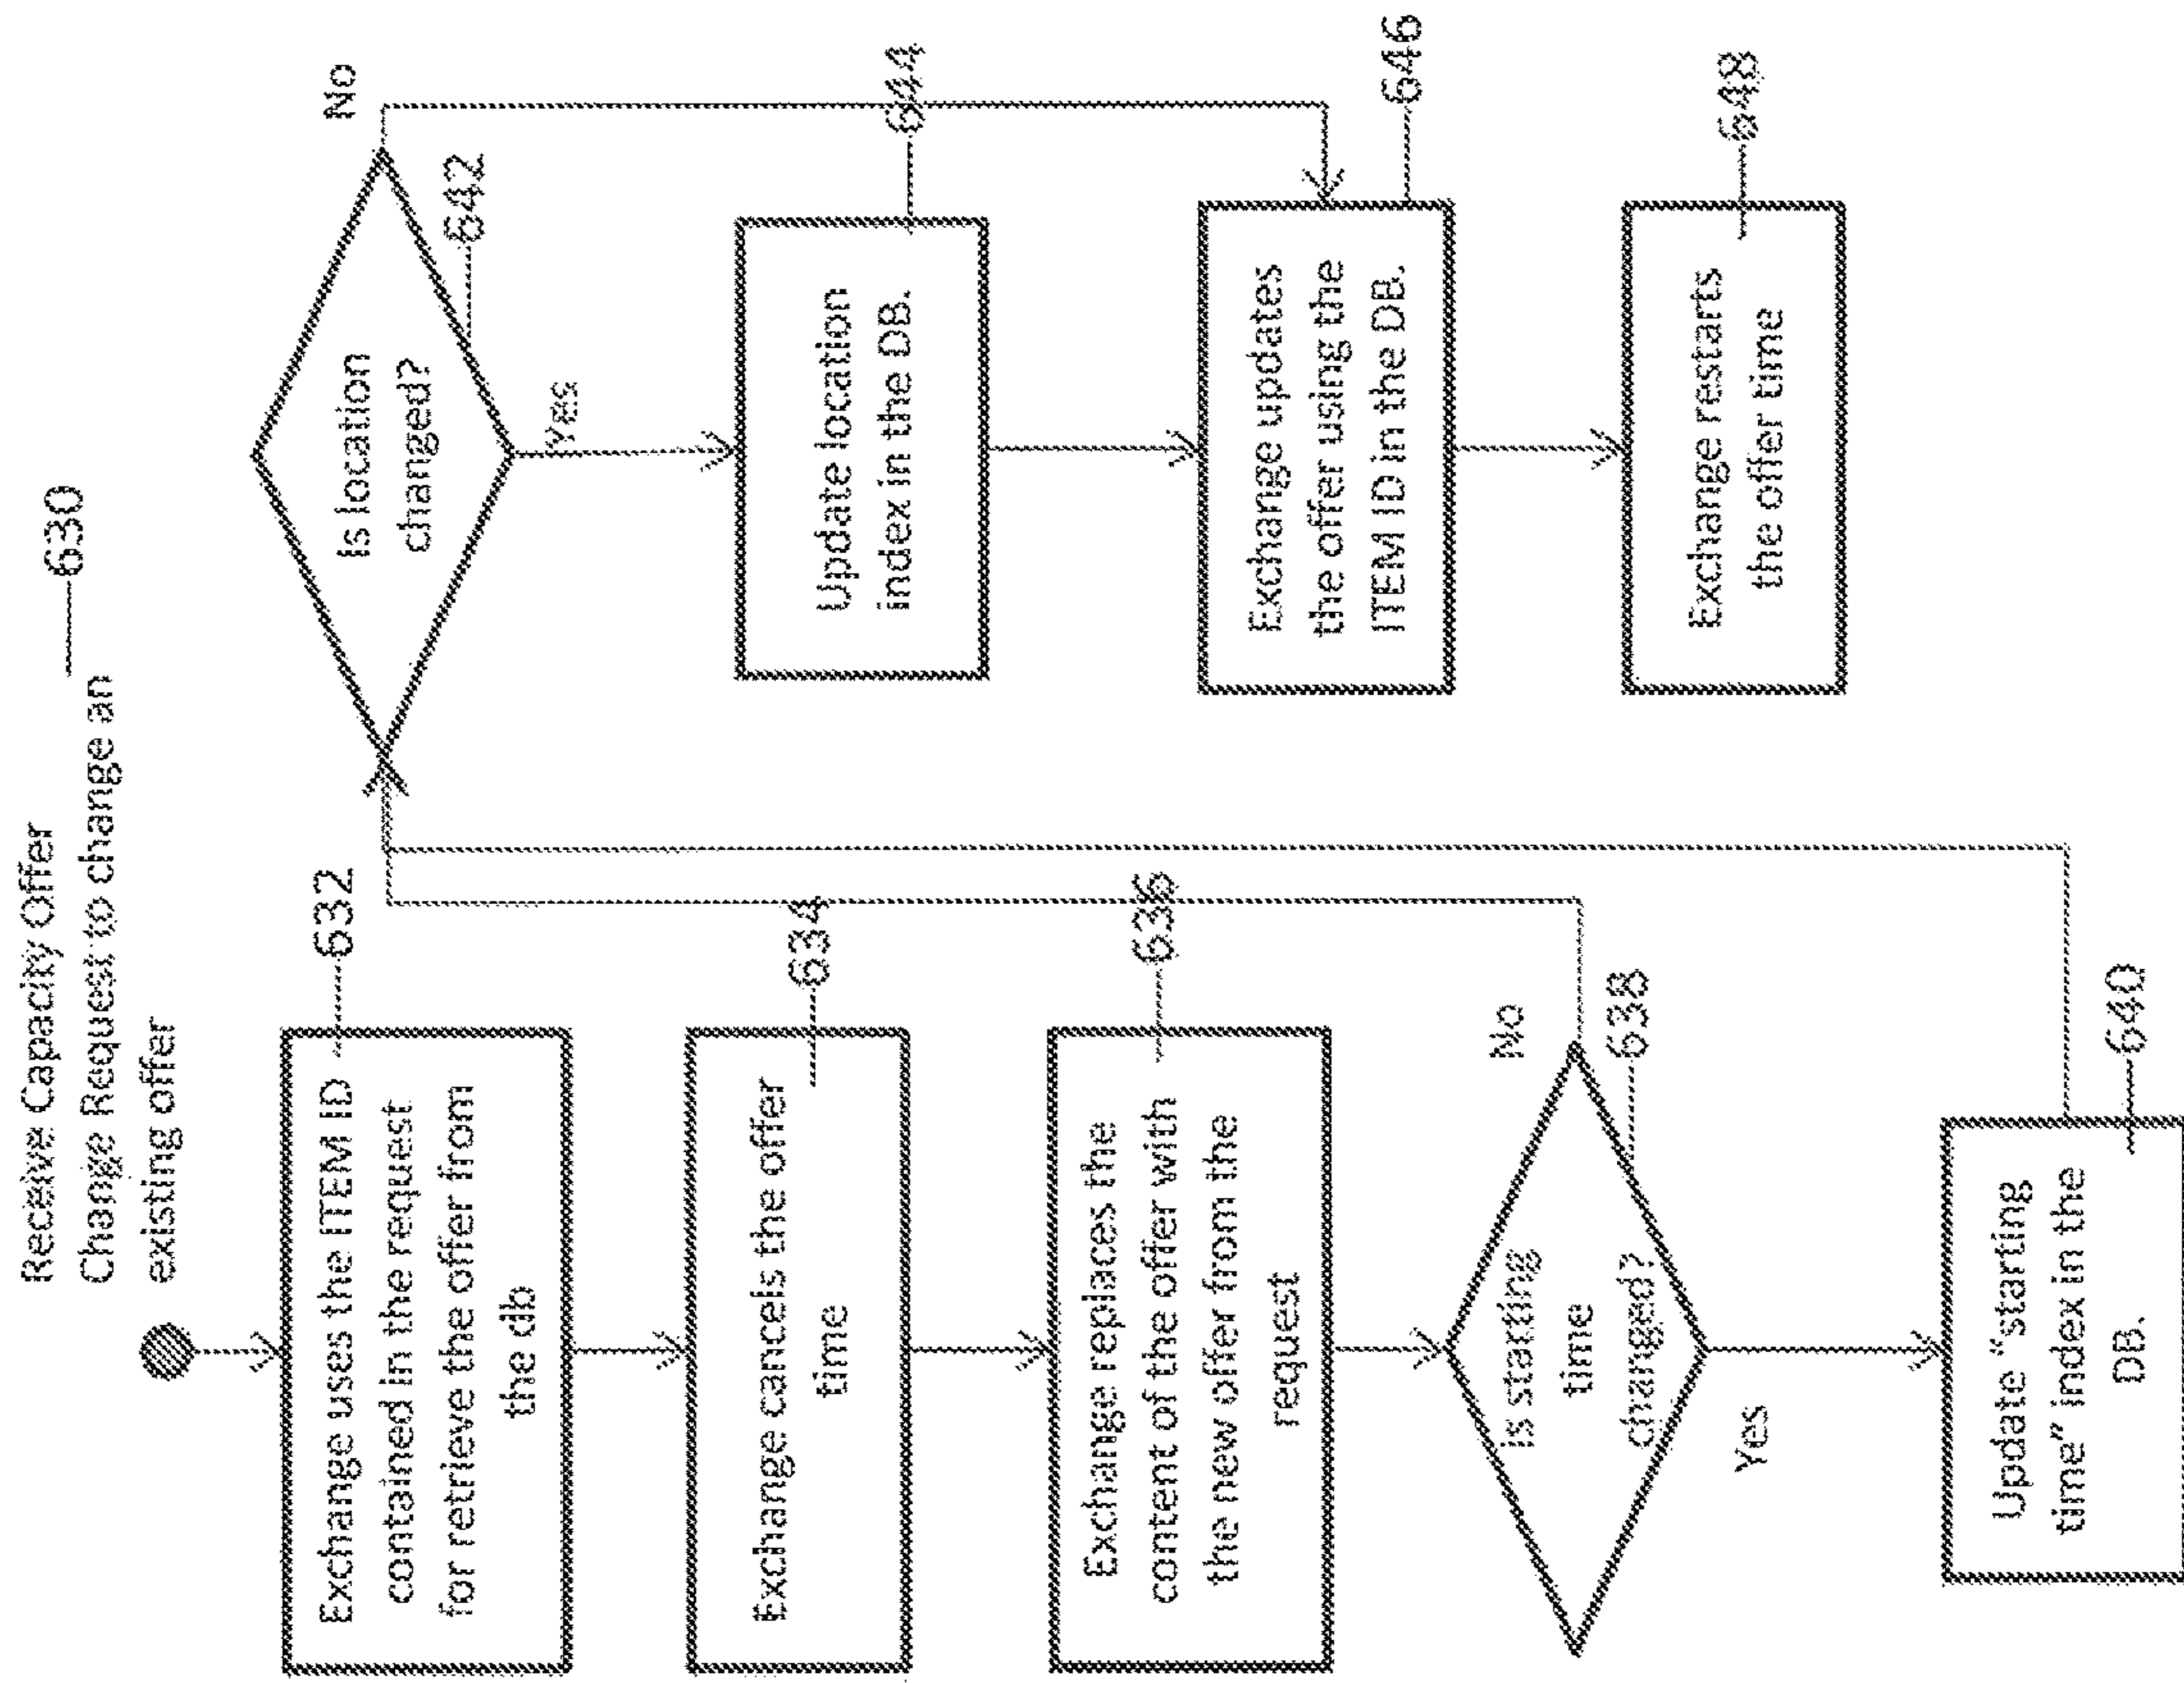 Receive Capacity Offer
630
Change Request to change an
existing offer
Exchange uses the ITEM ID
632
contained in the request
for retrieve the offer from
the db
Exchange cancels the offer
634
time
Exchange replaces the
636
content of the offer with
the new offer from the
request
No
is starting
638
time
changed?
Yes
Update "starting
time" index in the
640
DB.
No
Is location
changed?
642
Yes
Update location
644
index in the DB.
Exchange updates
the offer using the
ITEM ID in the DB.
646
Exchange restarts
648
the offer time